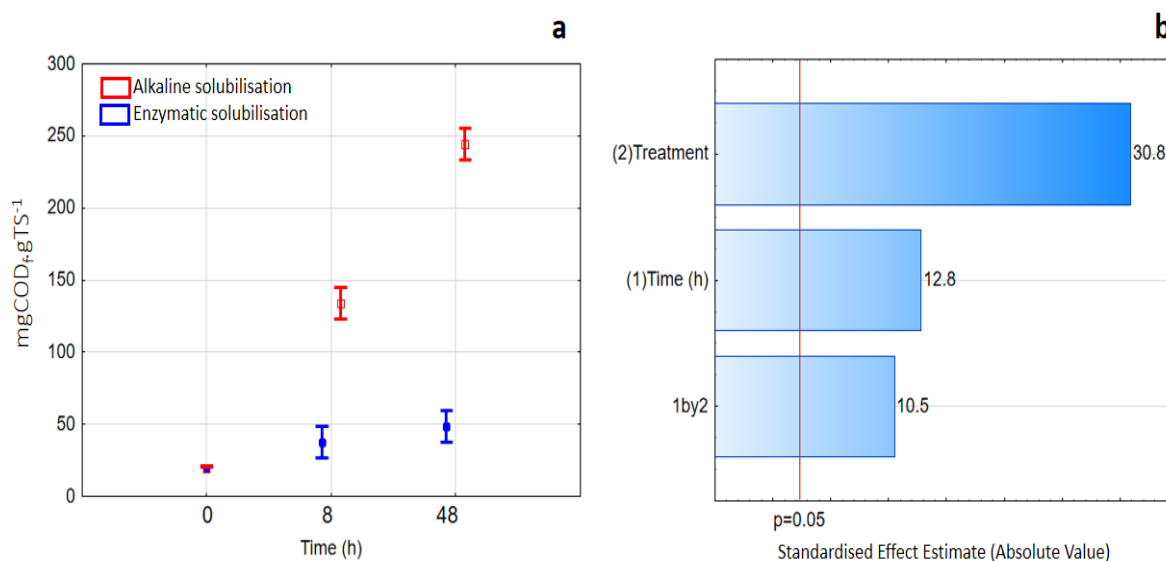 a
300
250
200
150
100
50
0
mgCOD_f.gTS⁻¹
Alkaline solubilisation
Enzymatic solubilisation
0 8 48
Time (h)
b
(2)Treatment
30.8
(1)Time (h)
12.8
1by2
10.5
p=0.05
Standardised Effect Estimate (Absolute Value)